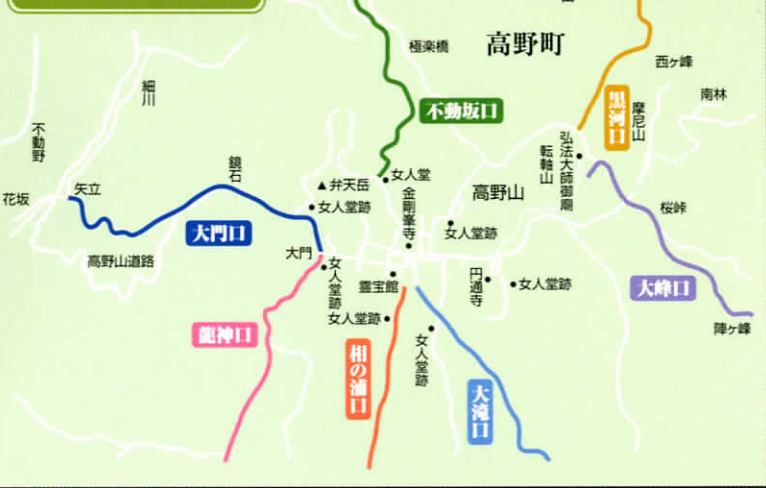 極楽橋
高野町
西ヶ峰
南林
細川
不動坂口
黒河口
摩尼山
不動野
弘法大師御廟
転軸山
鏡石
女人堂
弁天岳
矢立
花坂
金剛峯寺
高野山
女人堂跡
桜峠
女人堂跡
大門口
大門
高野山道路
女人堂跡
霊宝館
円通寺
女人堂跡
大峰口
女人堂跡
陣ヶ峰
龍神口
相の浦口
女人堂跡
大滝口